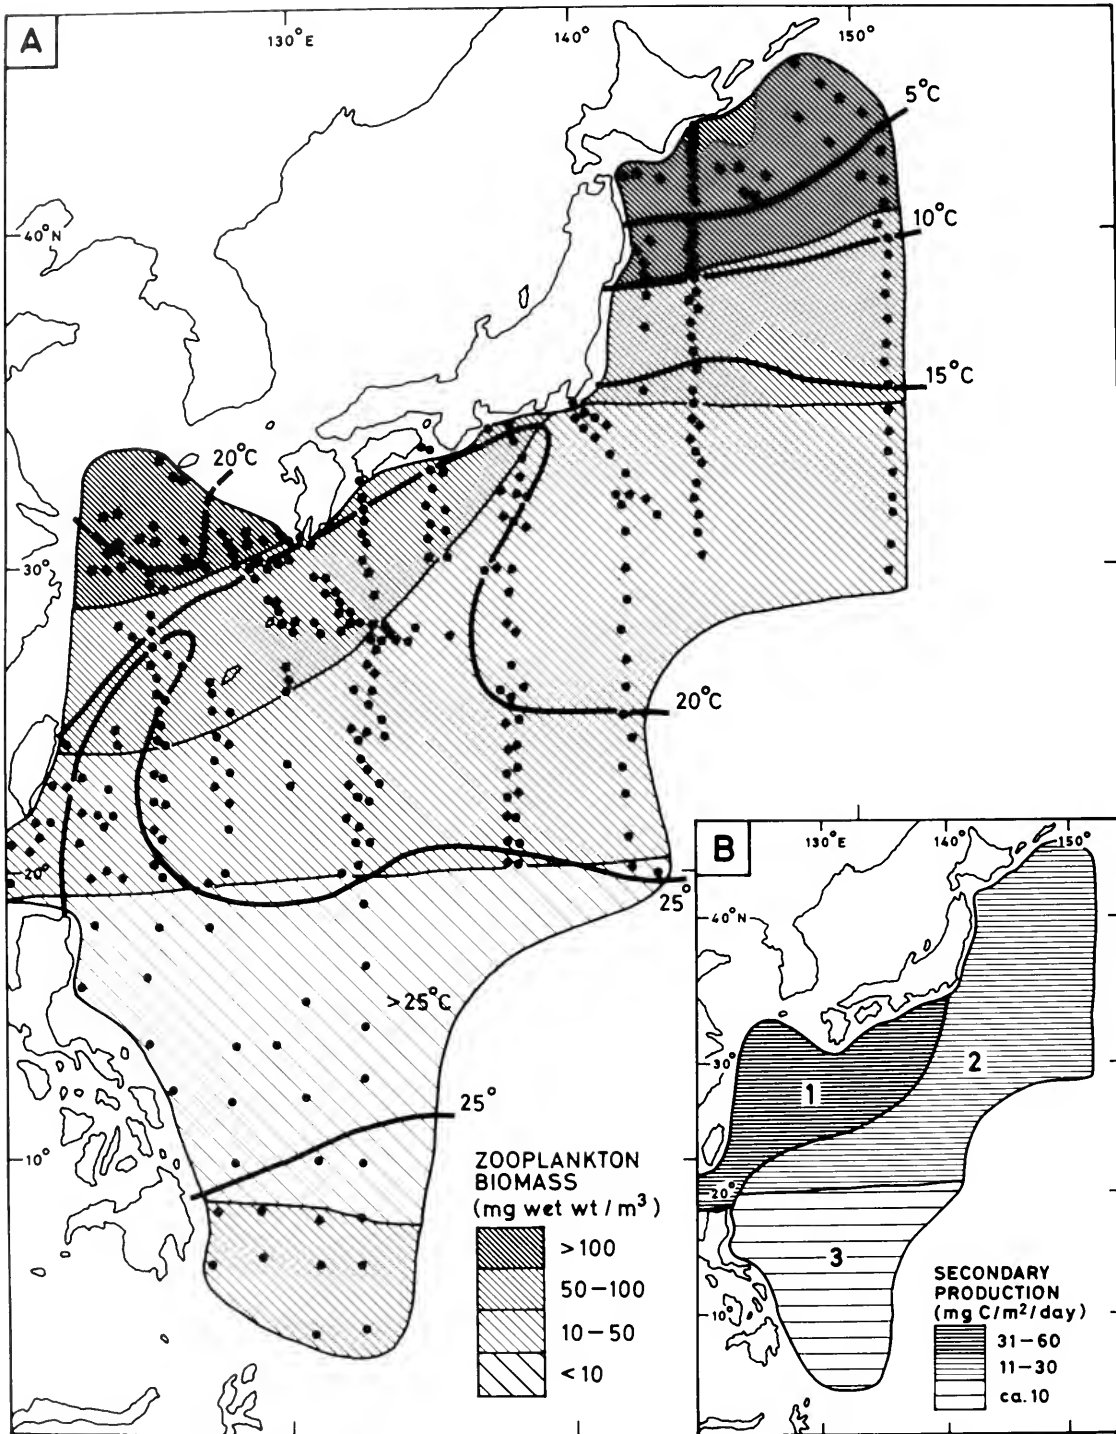 A
130°E
140°
150°
5°C
10°C
40°N
15°C
20°C
30°
20°C
20°
25°
>25°C
25°
10°
ZOOPLANKTON
BIOMASS
(mg wet wt/m³)
>100
50–100
10–50
<10
B
130°E
140°
150°
40°N
30°
20°
10°
1
2
3
SECONDARY
PRODUCTION
(mg C/m²/day)
31–60
11–30
ca.10